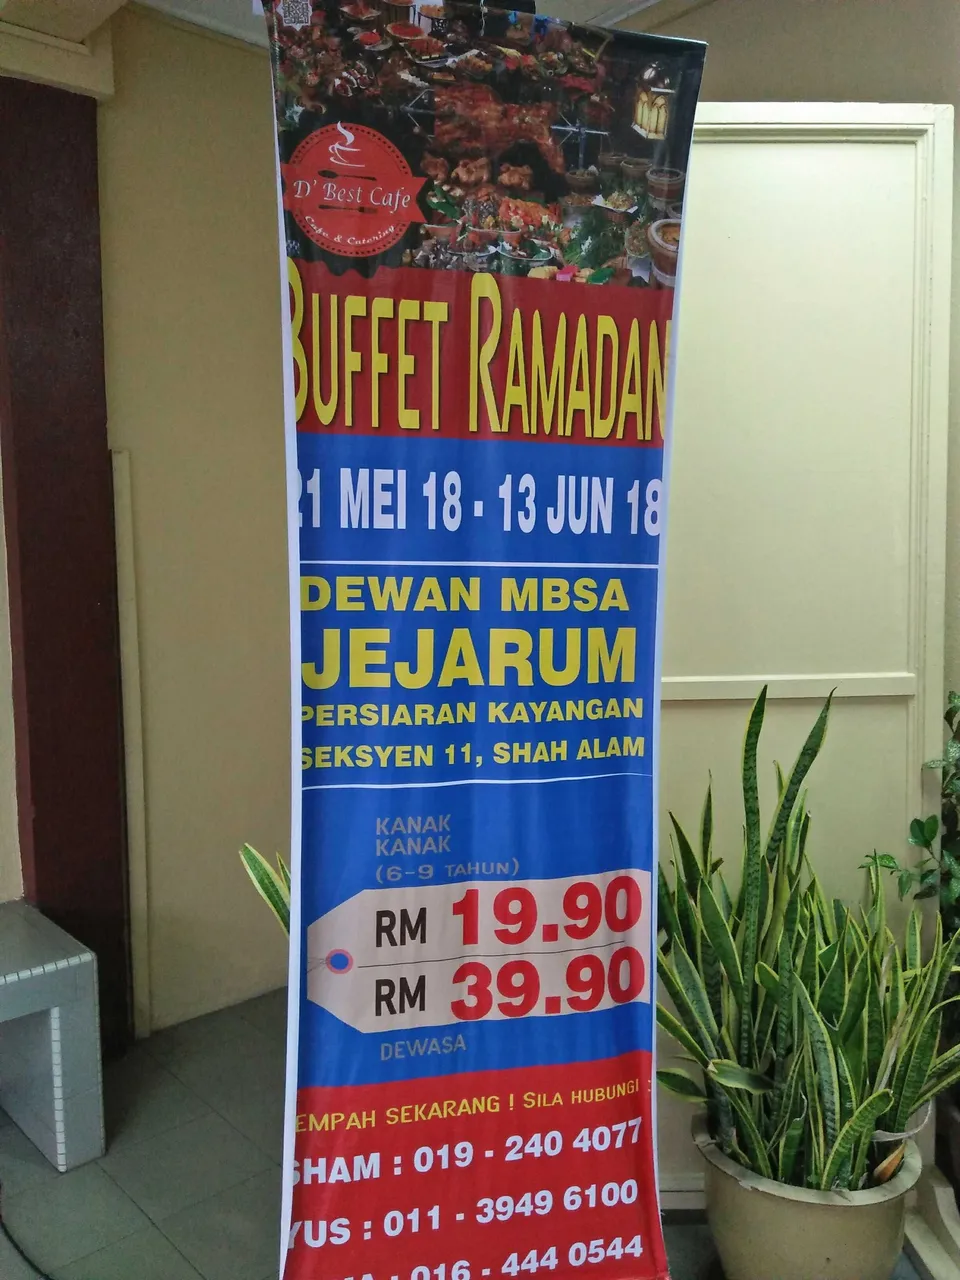 D' Best Cafe
Cafe & Catering
BUFFET RAMADAN
21 MEI 18 - 13 JUN 18
DEWAN MBSA
JEJARUM
PERSIARAN KAYANGAN
SEKSYEN 11, SHAH ALAM
KANAK
KANAK
(6-9 TAHUN)
RM 19.90
RM 39.90
DEWASA
EMPAH SEKARANG ! SILA HUBUNGI :
SHAM : 019 - 240 4077
YUS : 011 - 3949 6100
: 016 - 444 0544